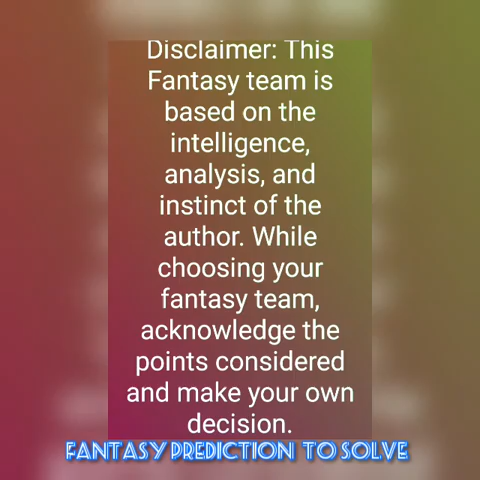 Disclaimer: This
Fantasy team is
based on the
intelligence,
analysis, and
instinct of the
author. While
choosing your
fantasy team,
acknowledge the
points considered
and make your own
decision.
FANTASY PREDICTION TO SOLVE